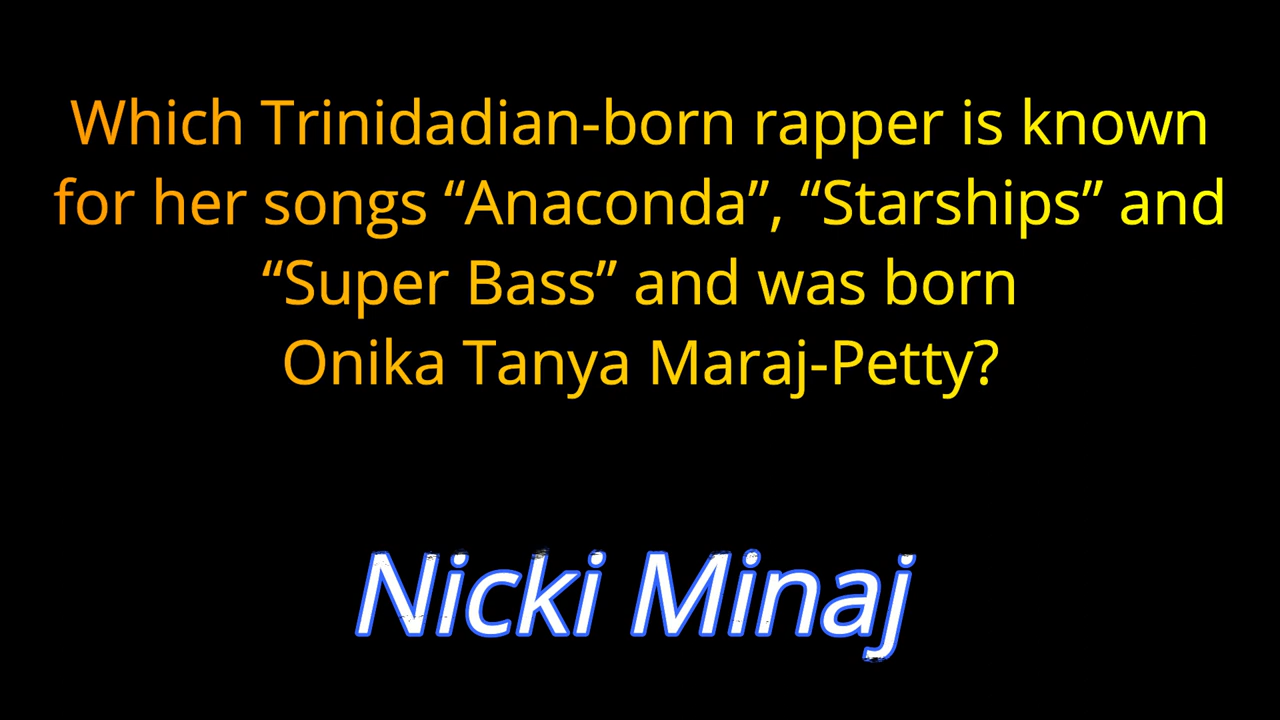 Which Trinidadian-born rapper is known
for her songs “Anaconda”, “Starships” and
“Super Bass” and was born
Onika Tanya Maraj-Petty?
Nicki Minaj